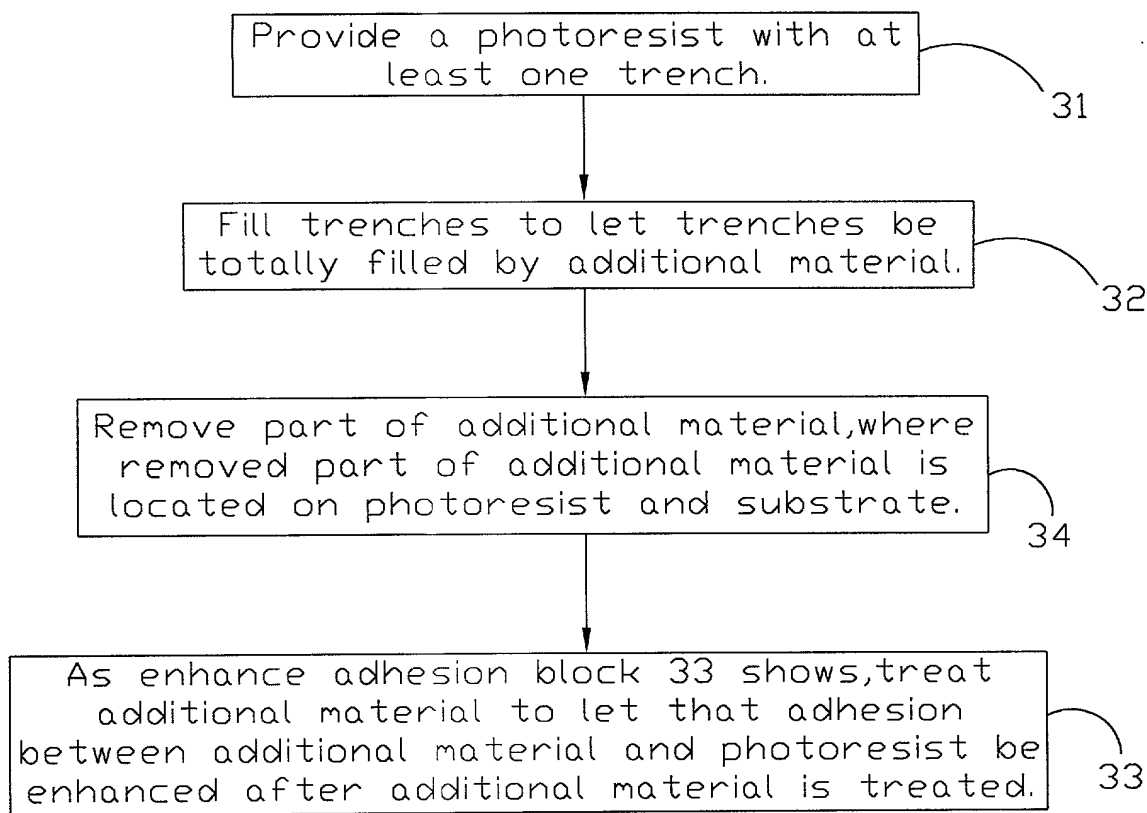 Provide a photoresist with at
least one trench.
31
Fill trenches to let trenches be
totally filled by additional material.
32
Remove part of additional material,where
removed part of additional material is
located on photoresist and substrate.
34
As enhance adhesion block 33 shows,treat
additional material to let that adhesion
between additional material and photoresist be
enhanced after additional material is treated.
33